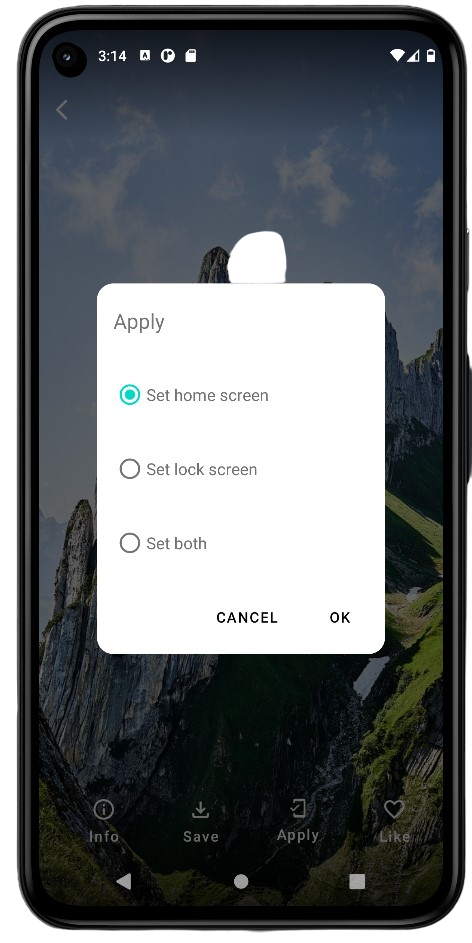 3:14
Apply
Set home screen
Set lock screen
Set both
CANCEL OK
Info Save Apply Like